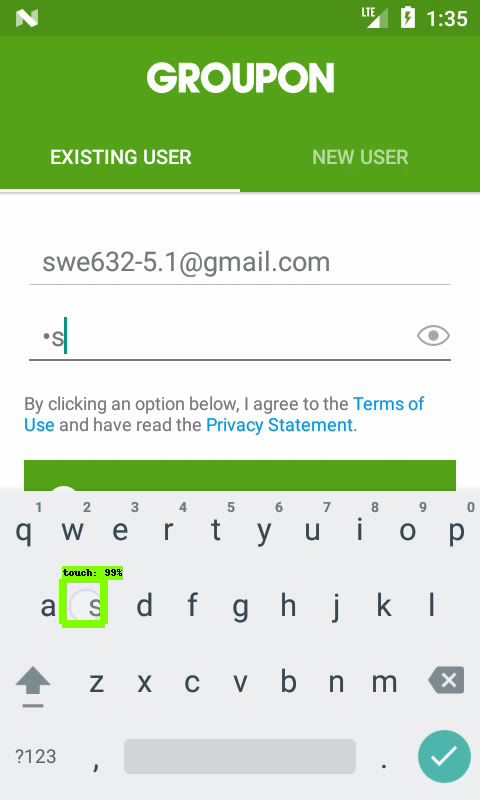 LTE 1:35
GROUPON
EXISTING USER NEW USER
swe632-5.1@gmail.com
•s
By clicking an option below, I agree to the Terms of
Use and have read the Privacy Statement.
1 2 3 4 5 6 7 8 9 0
q w e r t y u i o p
touch: 99%
a s d f g h j k l
z x c v b n m
?123 , .